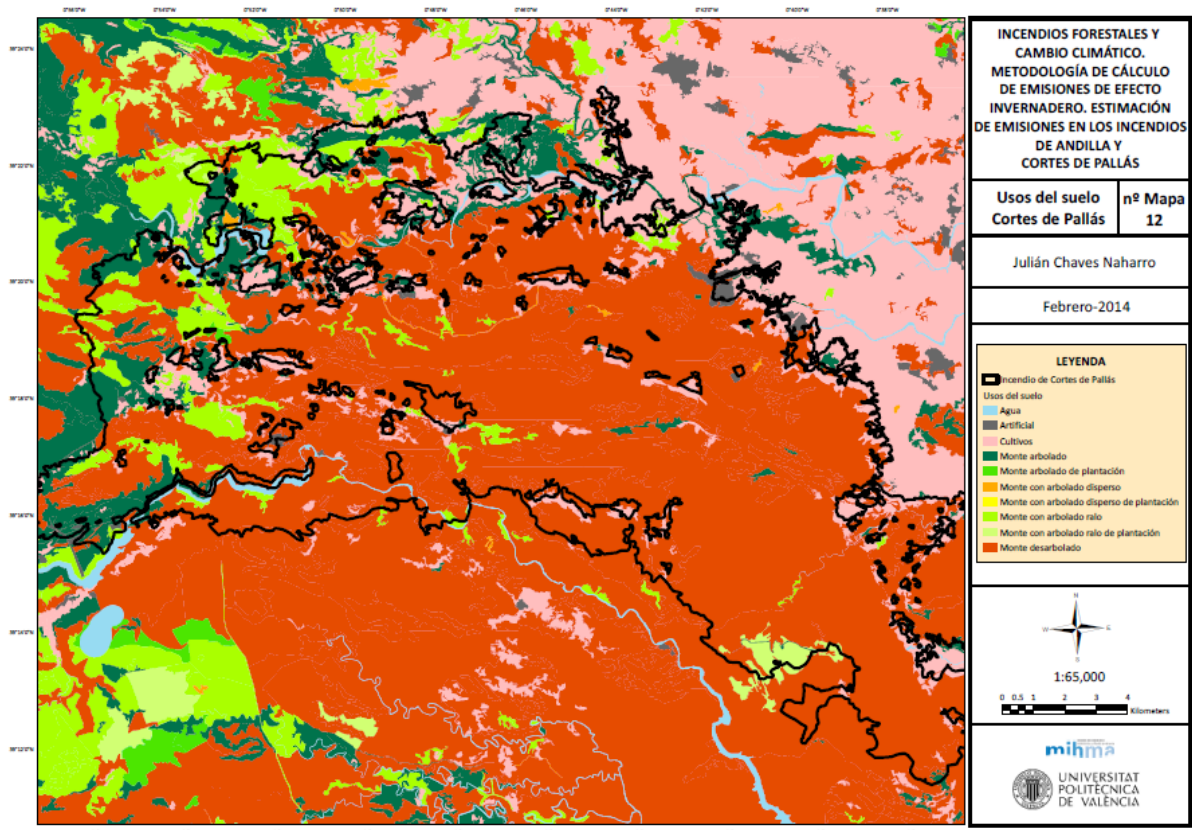 INCENDIOS FORESTALES Y
CAMBIO CLIMÁTICO.
METODOLOGÍA DE CÁLCULO
DE EMISIONES DE EFECTO
INVERNADERO. ESTIMACIÓN
DE EMISIONES EN LOS INCENDIOS
DE ANDILLA Y
CORTES DE PALLÁS
Usos del suelo
Cortes de Pallás
nº Mapa
12
Julián Chaves Naharro
Febrero-2014
LEYENDA
Incendio de Cortes de Pallás
Usos del suelo
Agua
Artificial
Cultivos
Monte arbolado
Monte arbolado de plantación
Monte con arbolado disperso
Monte con arbolado disperso de plantación
Monte con arbolado ralo
Monte con arbolado ralo de plantación
Monte desarbolado
N
W
E
S
1:65,000
0 0.5 1 2 3 4
Kilometers
mihma
UNIVERSITAT
POLITÈCNICA
DE VALÈNCIA